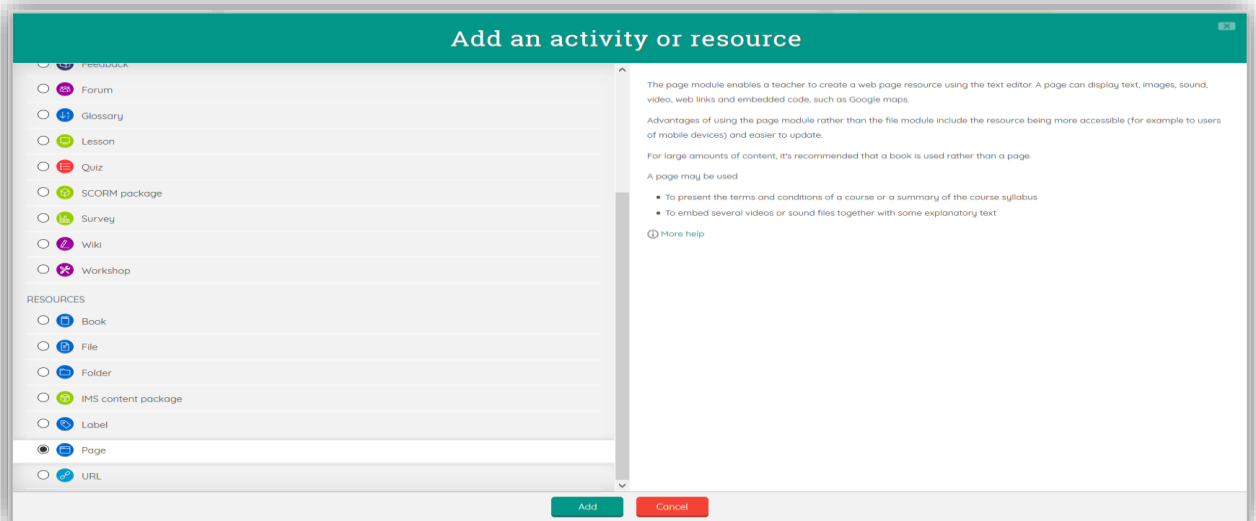 Add an activity or resource
Feedback
Forum
Glossary
Lesson
Quiz
SCORM package
Survey
Wiki
Workshop
RESOURCES
Book
File
Folder
IMS content package
Label
Page
URL
The page module enables a teacher to create a web page resource using the text editor. A page can display text, images, sound,
video, web links and embedded code, such as Google maps.
Advantages of using the page module rather than the file module include the resource being more accessible (for example to users
of mobile devices) and easier to update.
For large amounts of content, it's recommended that a book is used rather than a page.
A page may be used
• To present the terms and conditions of a course or a summary of the course syllabus
• To embed several videos or sound files together with some explanatory text
More help
Add
Cancel